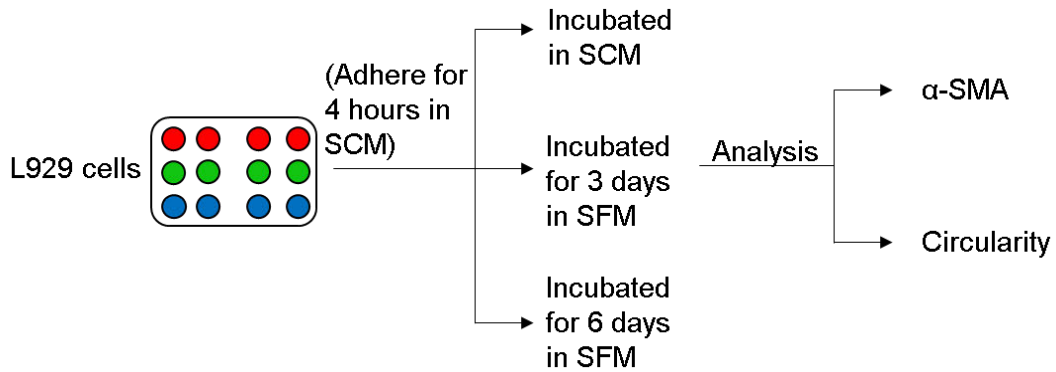 L929 cells
(Adhere for
4 hours in
SCM)
Incubated
in SCM
Incubated
for 3 days
in SFM
Incubated
for 6 days
in SFM
Analysis
α-SMA
Circularity